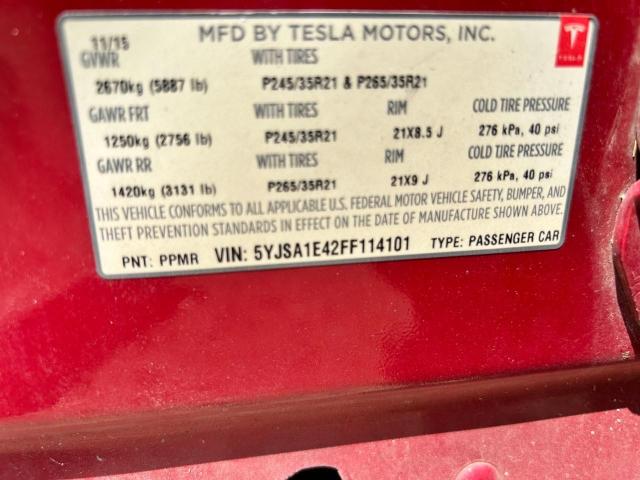 11/15 MFD BY TESLA MOTORS, INC.
TESLA
GVWR WITH TIRES
2670kg (5887 lb) P245/35R21 & P265/35R21
GAWR FRT WITH TIRES RIM COLD TIRE PRESSURE
1250kg (2756 lb) P245/35R21 21X8.5 J 276 kPa, 40 psi
GAWR RR WITH TIRES RIM COLD TIRE PRESSURE
1420kg (3131 lb) P265/35R21 21X9 J 276 kPa, 40 psi
THIS VEHICLE CONFORMS TO ALL APPLICABLE U.S. FEDERAL MOTOR VEHICLE SAFETY, BUMPER, AND
THEFT PREVENTION STANDARDS IN EFFECT ON THE DATE OF MANUFACTURE SHOWN ABOVE.
PNT: PPMR VIN: 5YJSA1E42FF114101 TYPE: PASSENGER CAR